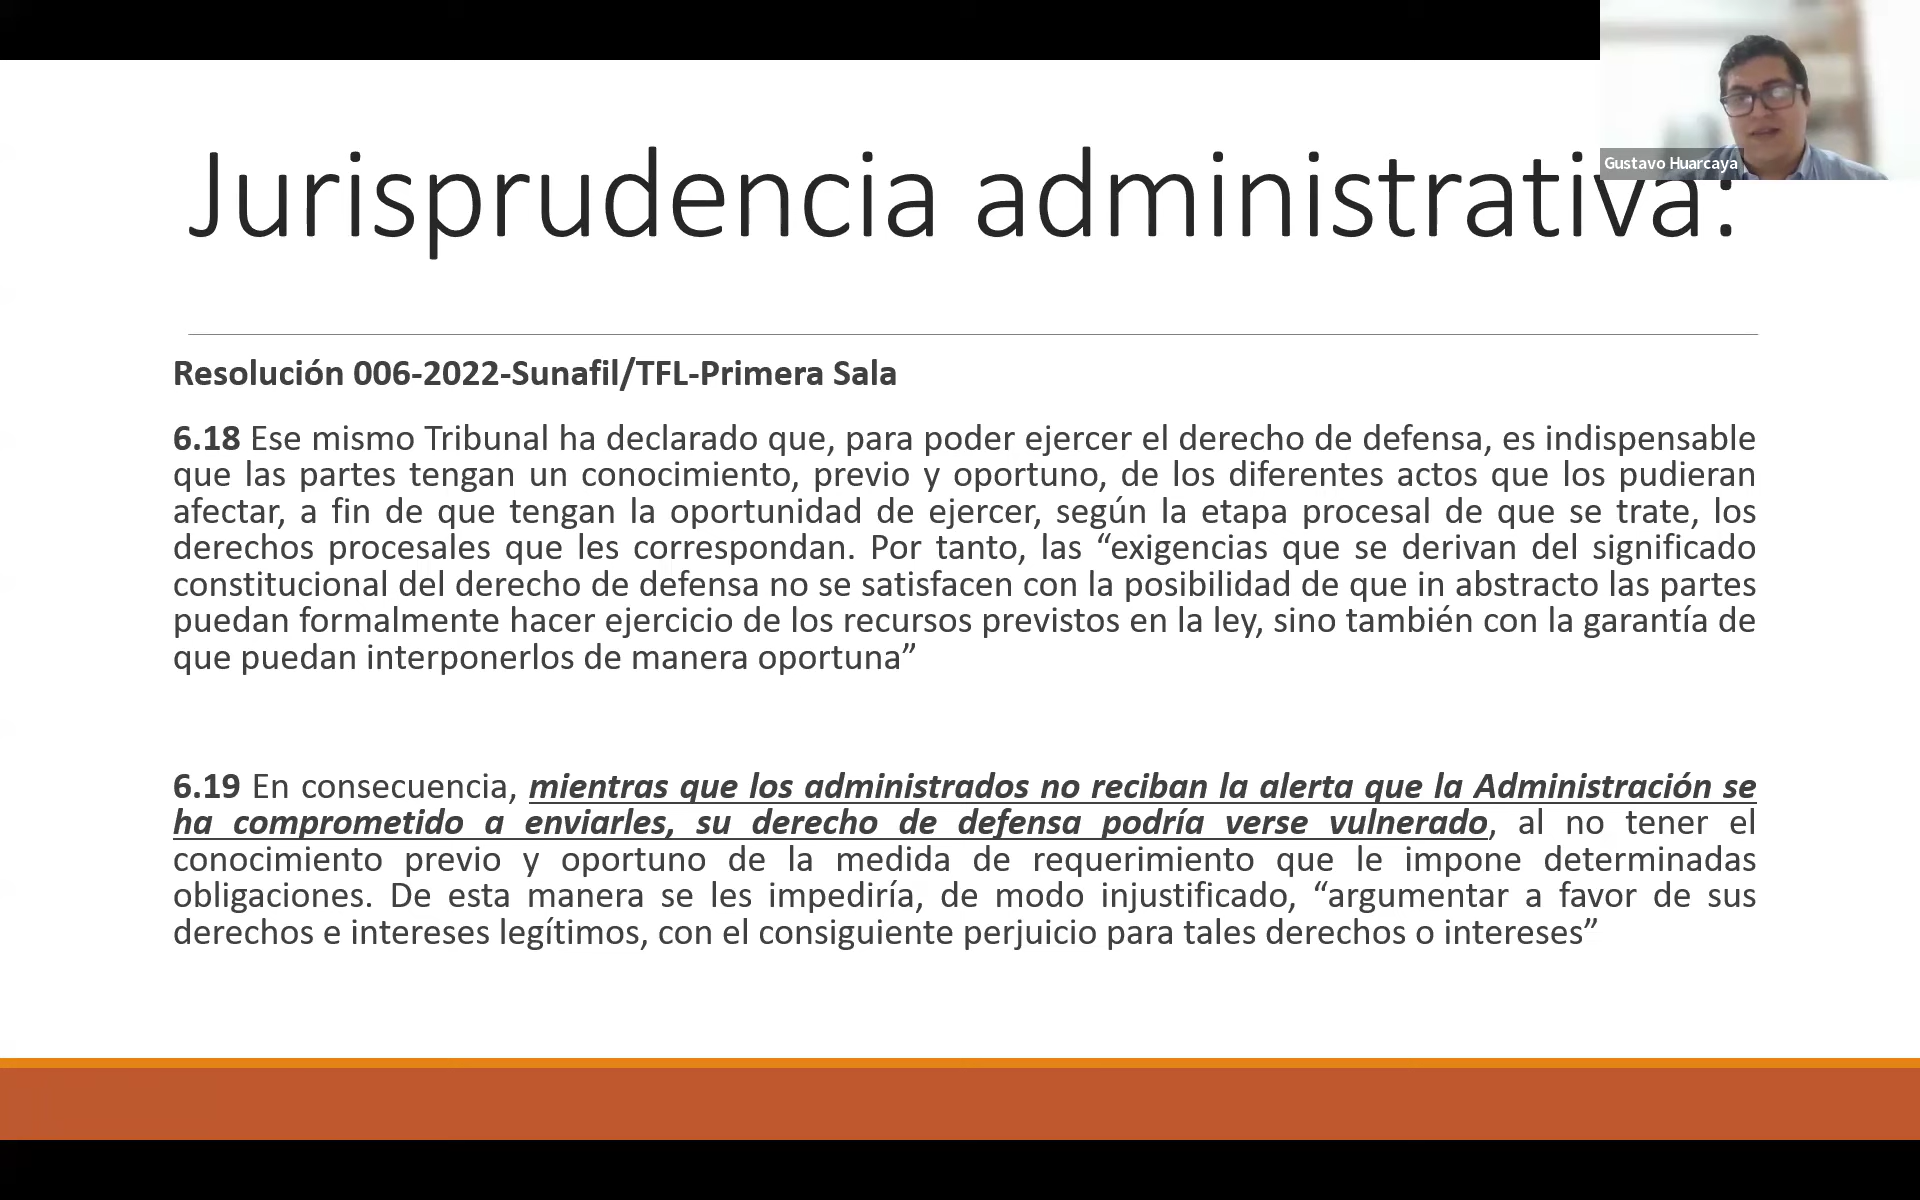 Gustavo Huarcaya
Jurisprudencia administrativa:
Resolución 006-2022-Sunafil/TFL-Primera Sala
6.18 Ese mismo Tribunal ha declarado que, para poder ejercer el derecho de defensa, es indispensable
que las partes tengan un conocimiento, previo y oportuno, de los diferentes actos que los pudieran
afectar, a fin de que tengan la oportunidad de ejercer, según la etapa procesal de que se trate, los
derechos procesales que les correspondan. Por tanto, las “exigencias que se derivan del significado
constitucional del derecho de defensa no se satisfacen con la posibilidad de que in abstracto las partes
puedan formalmente hacer ejercicio de los recursos previstos en la ley, sino también con la garantía de
que puedan interponerlos de manera oportuna”
6.19 En consecuencia, mientras que los administrados no reciban la alerta que la Administración se
ha comprometido a enviarles, su derecho de defensa podría verse vulnerado, al no tener el
conocimiento previo y oportuno de la medida de requerimiento que le impone determinadas
obligaciones. De esta manera se les impediría, de modo injustificado, “argumentar a favor de sus
derechos e intereses legítimos, con el consiguiente perjuicio para tales derechos o intereses”